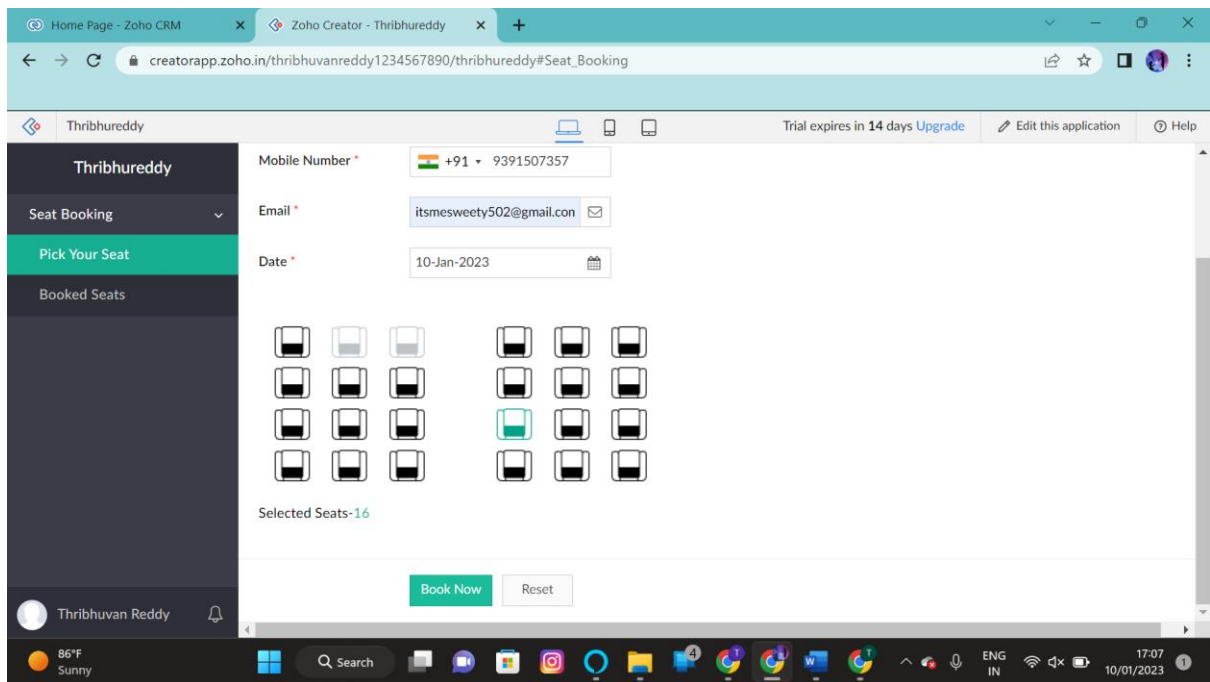 Home Page - Zoho CRM
Zoho Creator - Thribhureddy
creatorapp.zoho.in/thribhuvanreddy1234567890/thribhureddy#Seat_Booking
Thribhureddy
Trial expires in 14 days Upgrade
Edit this application
Help
Thribhureddy
Seat Booking
Pick Your Seat
Booked Seats
Mobile Number *
+91 9391507357
Email *
itsmesweety502@gmail.con
Date *
10-Jan-2023
Selected Seats-16
Book Now
Reset
Thribhuvan Reddy
86°F
Sunny
Search
4
ENG
IN
17:07
10/01/2023
1